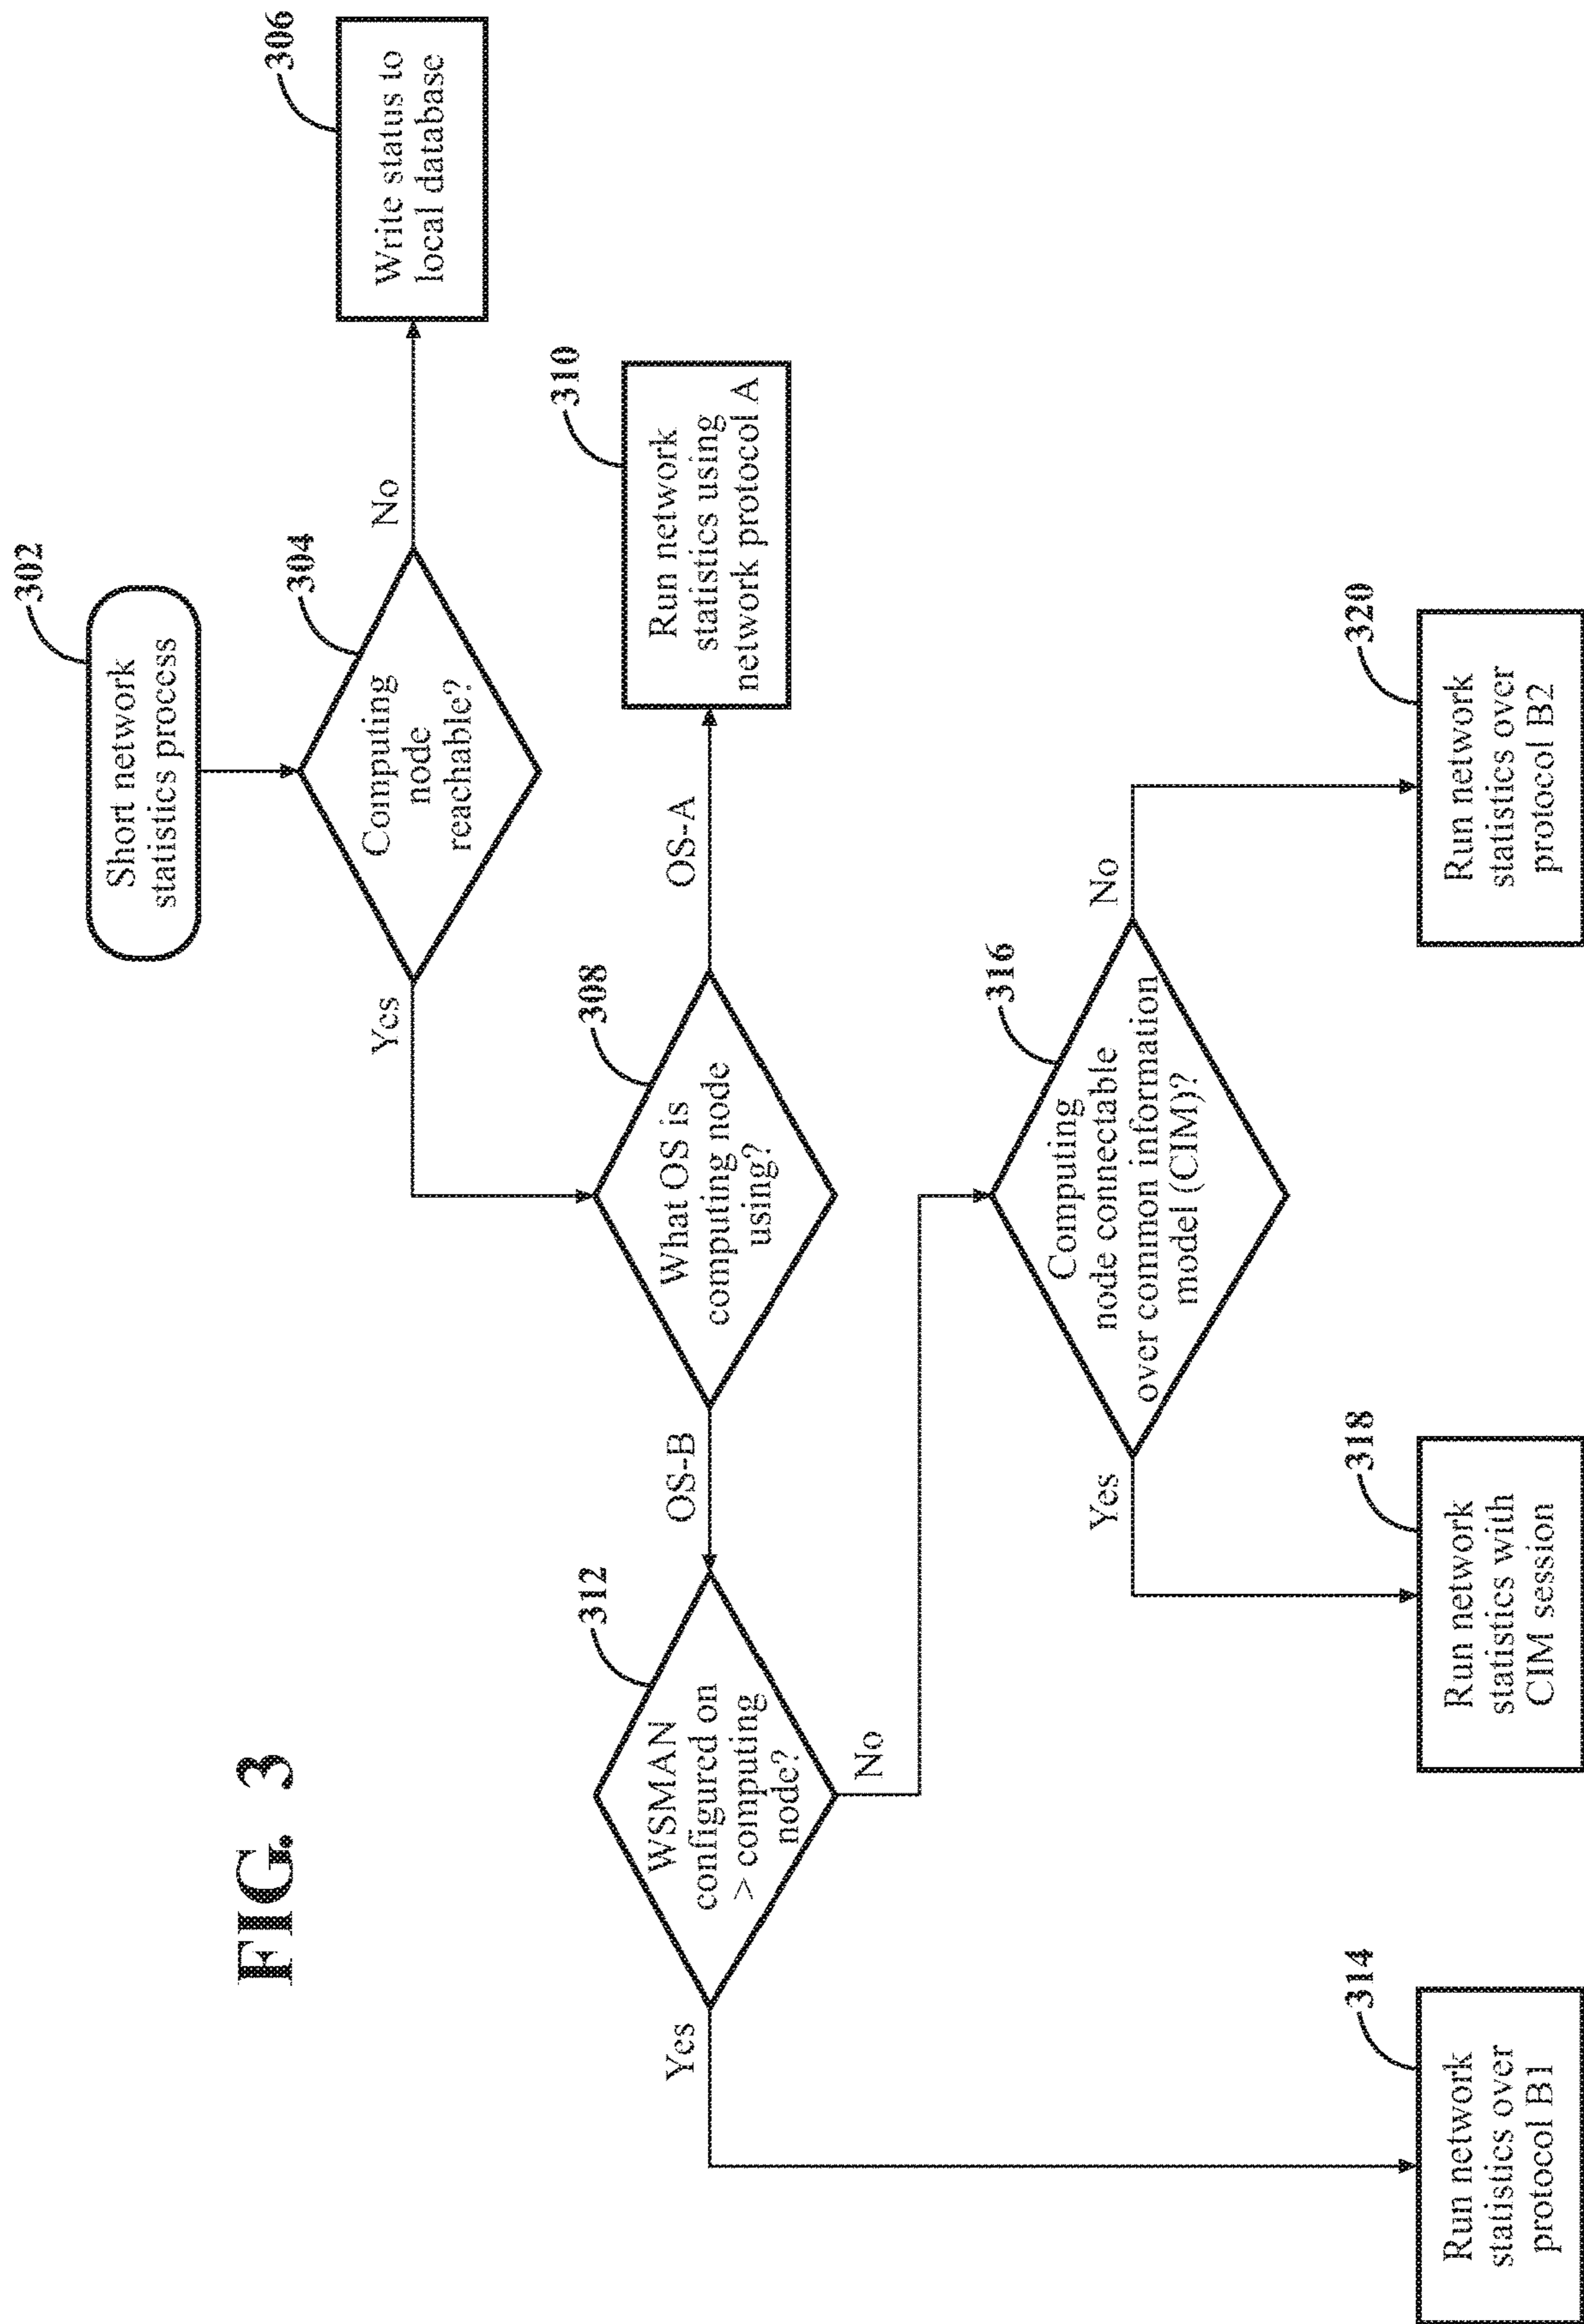 FIG. 3
302
Short network
statistics process
304
Computing
node
reachable?
No
306
Write status to
local database
Yes
308
What OS is
computing node
using?
OS-A
310
Run network
statistics using
network protocol A
OS-B
312
WSMAN
configured on
> computing
node?
Yes
No
314
Run network
statistics over
protocol B1
316
Computing
node connectable
over common information
model (CIM)?
Yes
318
Run network
statistics with
CIM session
No
320
Run network
statistics over
protocol B2